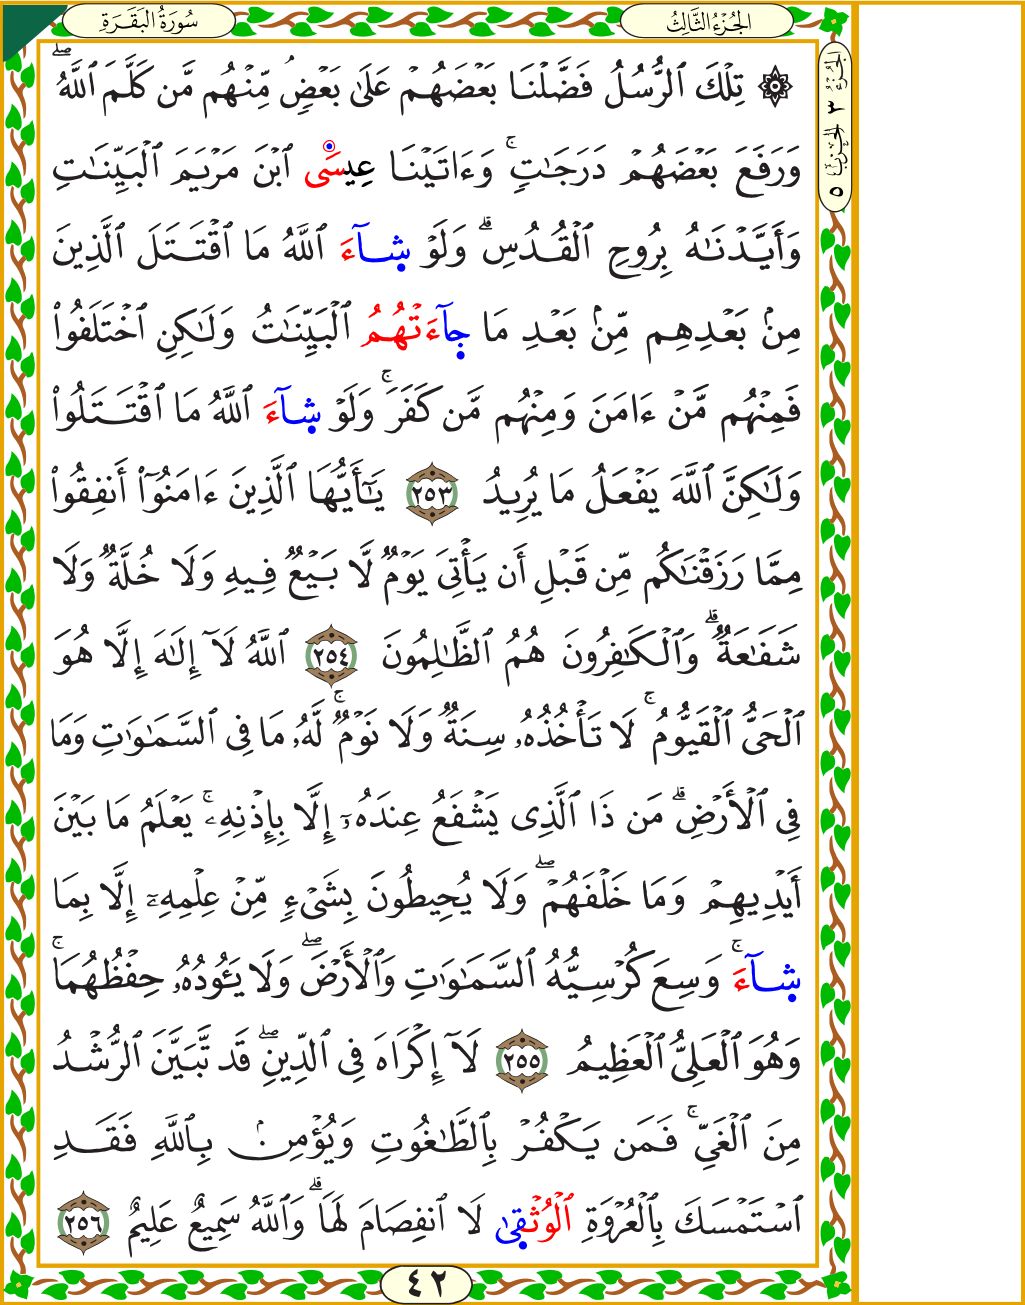 الجُزْءُ الثَّالِثُ
سُورَةُ البَقَرَةِ
الجُزْءُ ٣ الحِزْبُ ٥
۞ تِلْكَ ٱلرُّسُلُ فَضَّلْنَا بَعْضَهُمْ عَلَىٰ بَعْضٍۘ مِّنْهُم مَّن كَلَّمَ ٱللَّهُۖ
وَرَفَعَ بَعْضَهُمْ دَرَجَٰتٍۚ وَءَاتَيْنَا عِيسَى ٱبْنَ مَرْيَمَ ٱلْبَيِّنَٰتِ
وَأَيَّدْنَٰهُ بِرُوحِ ٱلْقُدُسِۗ وَلَوْ شَآءَ ٱللَّهُ مَا ٱقْتَتَلَ ٱلَّذِينَ
مِنۢ بَعْدِهِم مِّنۢ بَعْدِ مَا جَآءَتْهُمُ ٱلْبَيِّنَٰتُ وَلَٰكِنِ ٱخْتَلَفُوا۟
فَمِنْهُم مَّنْ ءَامَنَ وَمِنْهُم مَّن كَفَرَۚ وَلَوْ شَآءَ ٱللَّهُ مَا ٱقْتَتَلُوا۟
وَلَٰكِنَّ ٱللَّهَ يَفْعَلُ مَا يُرِيدُ ٢٥٣ يَٰٓأَيُّهَا ٱلَّذِينَ ءَامَنُوٓا۟ أَنفِقُوا۟
مِمَّا رَزَقْنَٰكُم مِّن قَبْلِ أَن يَأْتِىَ يَوْمٌ لَّا بَيْعٌ فِيهِ وَلَا خُلَّةٌ وَلَا
شَفَٰعَةٌۗ وَٱلْكَٰفِرُونَ هُمُ ٱلظَّٰلِمُونَ ٢٥٤ ٱللَّهُ لَآ إِلَٰهَ إِلَّا هُوَ
ٱلْحَىُّ ٱلْقَيُّومُۚ لَا تَأْخُذُهُۥ سِنَةٌ وَلَا نَوْمٌۚ لَّهُۥ مَا فِى ٱلسَّمَٰوَٰتِ وَمَا
فِى ٱلْأَرْضِۗ مَن ذَا ٱلَّذِى يَشْفَعُ عِندَهُۥٓ إِلَّا بِإِذْنِهِۦۚ يَعْلَمُ مَا بَيْنَ
أَيْدِيهِمْ وَمَا خَلْفَهُمْۖ وَلَا يُحِيطُونَ بِشَىْءٍ مِّنْ عِلْمِهِۦٓ إِلَّا بِمَا
شَآءَۚ وَسِعَ كُرْسِيُّهُ ٱلسَّمَٰوَٰتِ وَٱلْأَرْضَۖ وَلَا يَـُٔودُهُۥ حِفْظُهُمَاۚ
وَهُوَ ٱلْعَلِىُّ ٱلْعَظِيمُ ٢٥٥ لَآ إِكْرَاهَ فِى ٱلدِّينِۖ قَد تَّبَيَّنَ ٱلرُّشْدُ
مِنَ ٱلْغَىِّۚ فَمَن يَكْفُرْ بِٱلطَّٰغُوتِ وَيُؤْمِنۢ بِٱللَّهِ فَقَدِ
ٱسْتَمْسَكَ بِٱلْعُرْوَةِ ٱلْوُثْقَىٰ لَا ٱنفِصَامَ لَهَاۗ وَٱللَّهُ سَمِيعٌ عَلِيمٌ ٢٥٦
٤٢